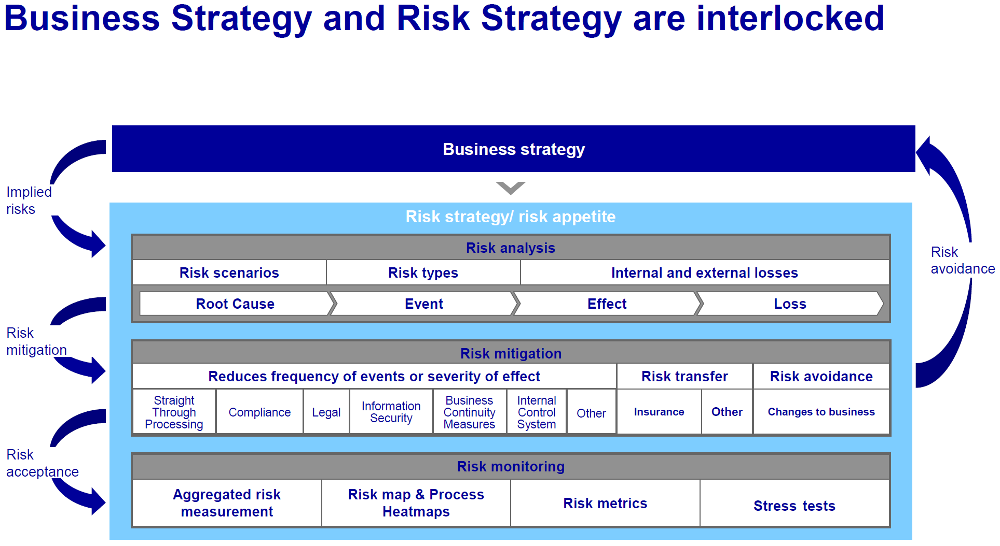 Business Strategy and Risk Strategy are interlocked
Business strategy
Implied
risks
Risk strategy/ risk appetite
Risk analysis
Risk scenarios
Risk types
Internal and external losses
Root Cause
Event
Effect
Loss
Risk
avoidance
Risk
mitigation
Risk mitigation
Reduces frequency of events or severity of effect
Risk transfer
Risk avoidance
Straight
Through
Processing
Compliance
Legal
Information
Security
Business
Continuity
Measures
Internal
Control
System
Other
Insurance
Other
Changes to business
Risk
acceptance
Risk monitoring
Aggregated risk
measurement
Risk map & Process
Heatmaps
Risk metrics
Stress tests